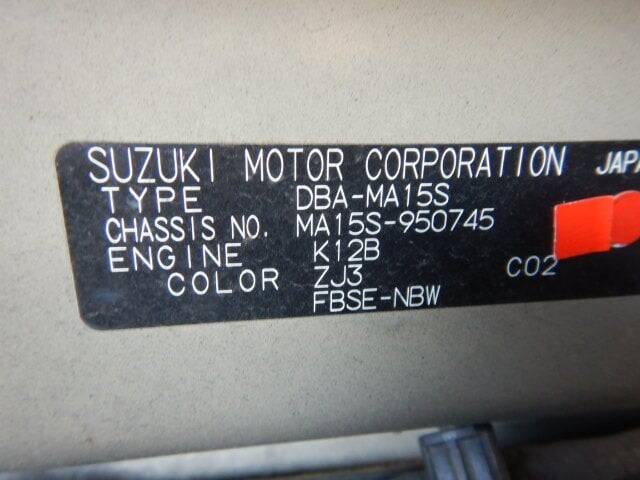 SUZUKI MOTOR CORPORATION JAPA
TYPE DBA-MA15S
CHASSIS NO. MA15S-950745
ENGINE K12B
COLOR ZJ3 C02
FBSE-NBW